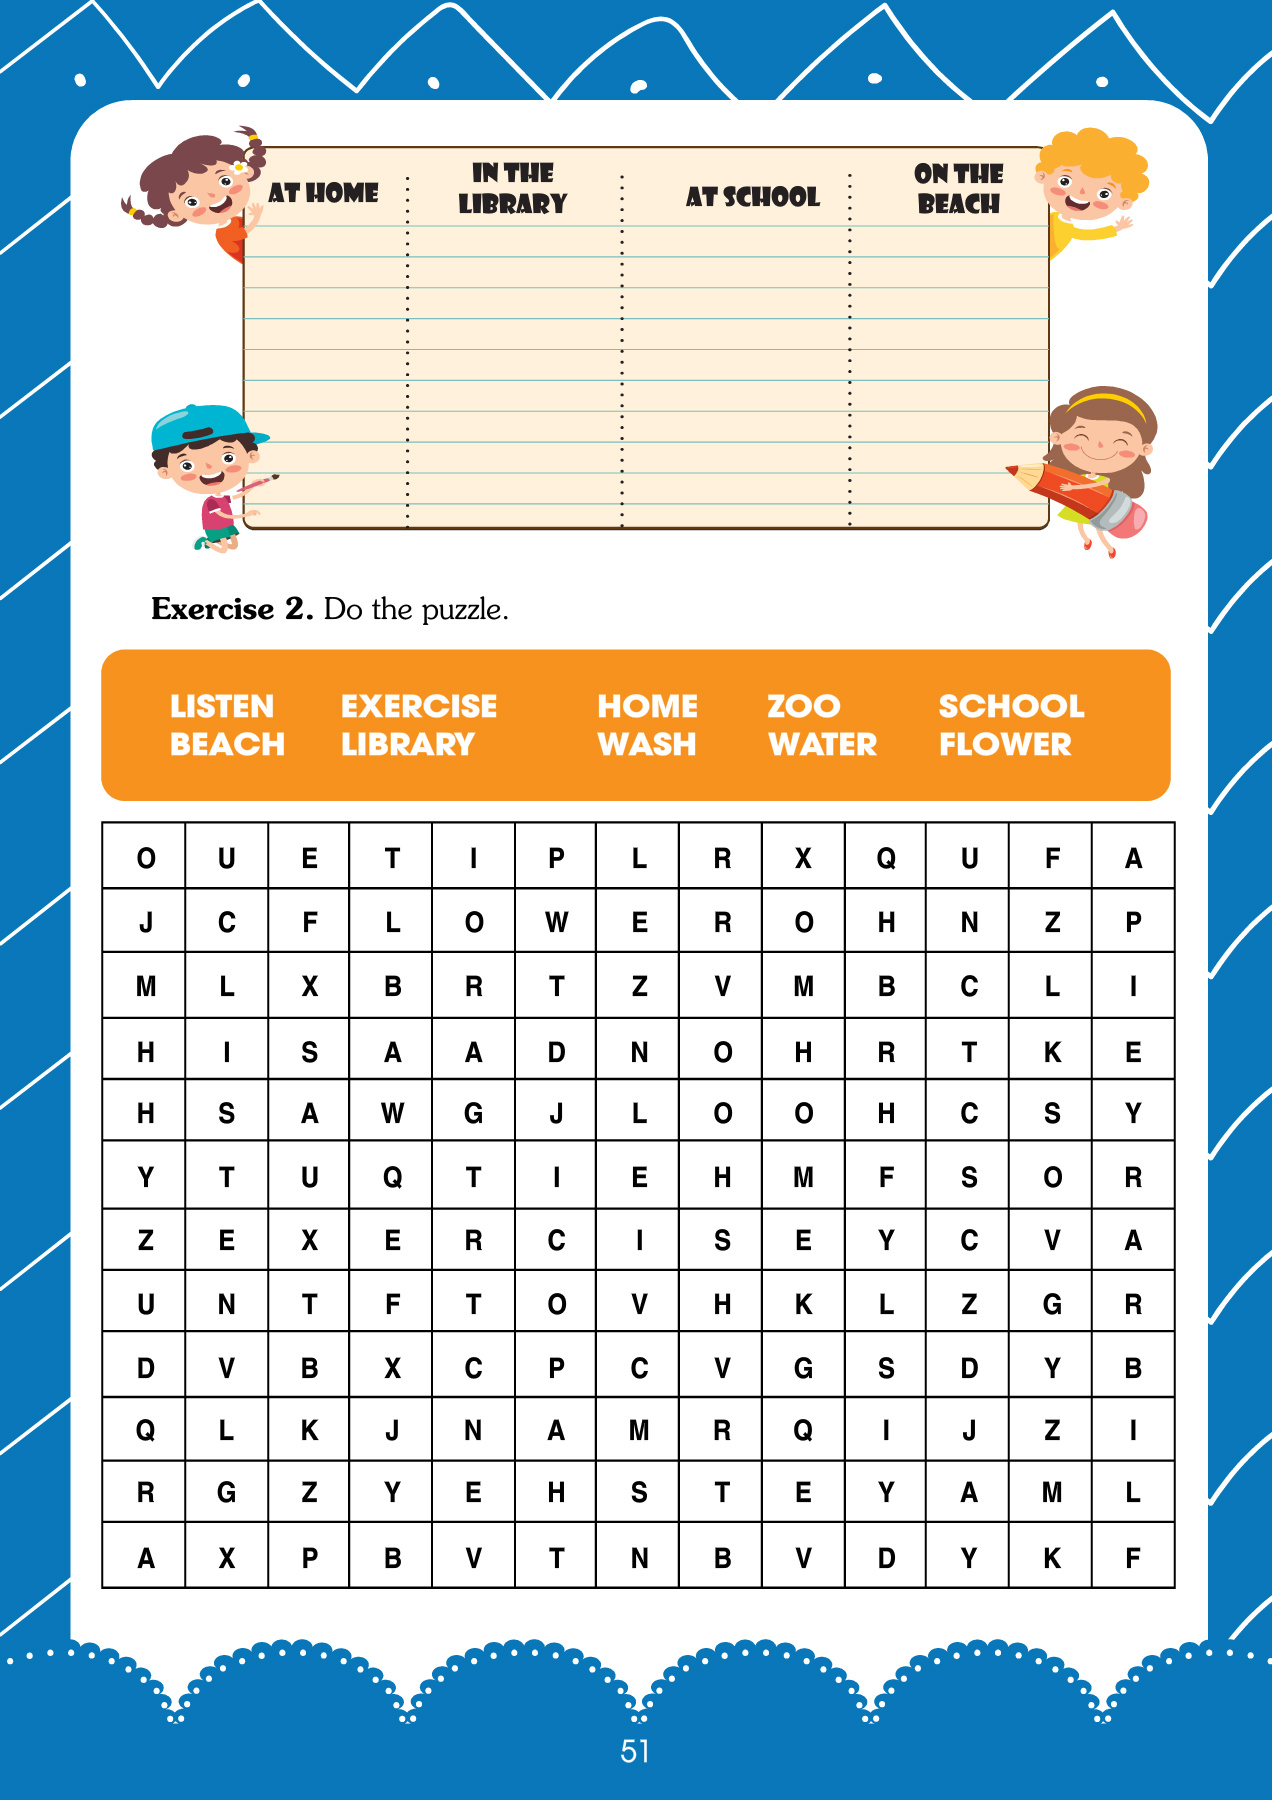 AT HOME
IN THE
LIBRARY
AT SCHOOL
ON THE
BEACH
Exercise 2. Do the puzzle.
LISTEN EXERCISE HOME ZOO SCHOOL
BEACH LIBRARY WASH WATER FLOWER
O U E T I P L R X Q U F A
J C F L O W E R O H N Z P
M L X B R T Z V M B C L I
H I S A A D N O H R T K E
H S A W G J L O O H C S Y
Y T U Q T I E H M F S O R
Z E X E R C I S E Y C V A
U N T F T O V H K L Z G R
D V B X C P C V G S D Y B
Q L K J N A M R Q I J Z I
R G Z Y E H S T E Y A M L
A X P B V T N B V D Y K F
51